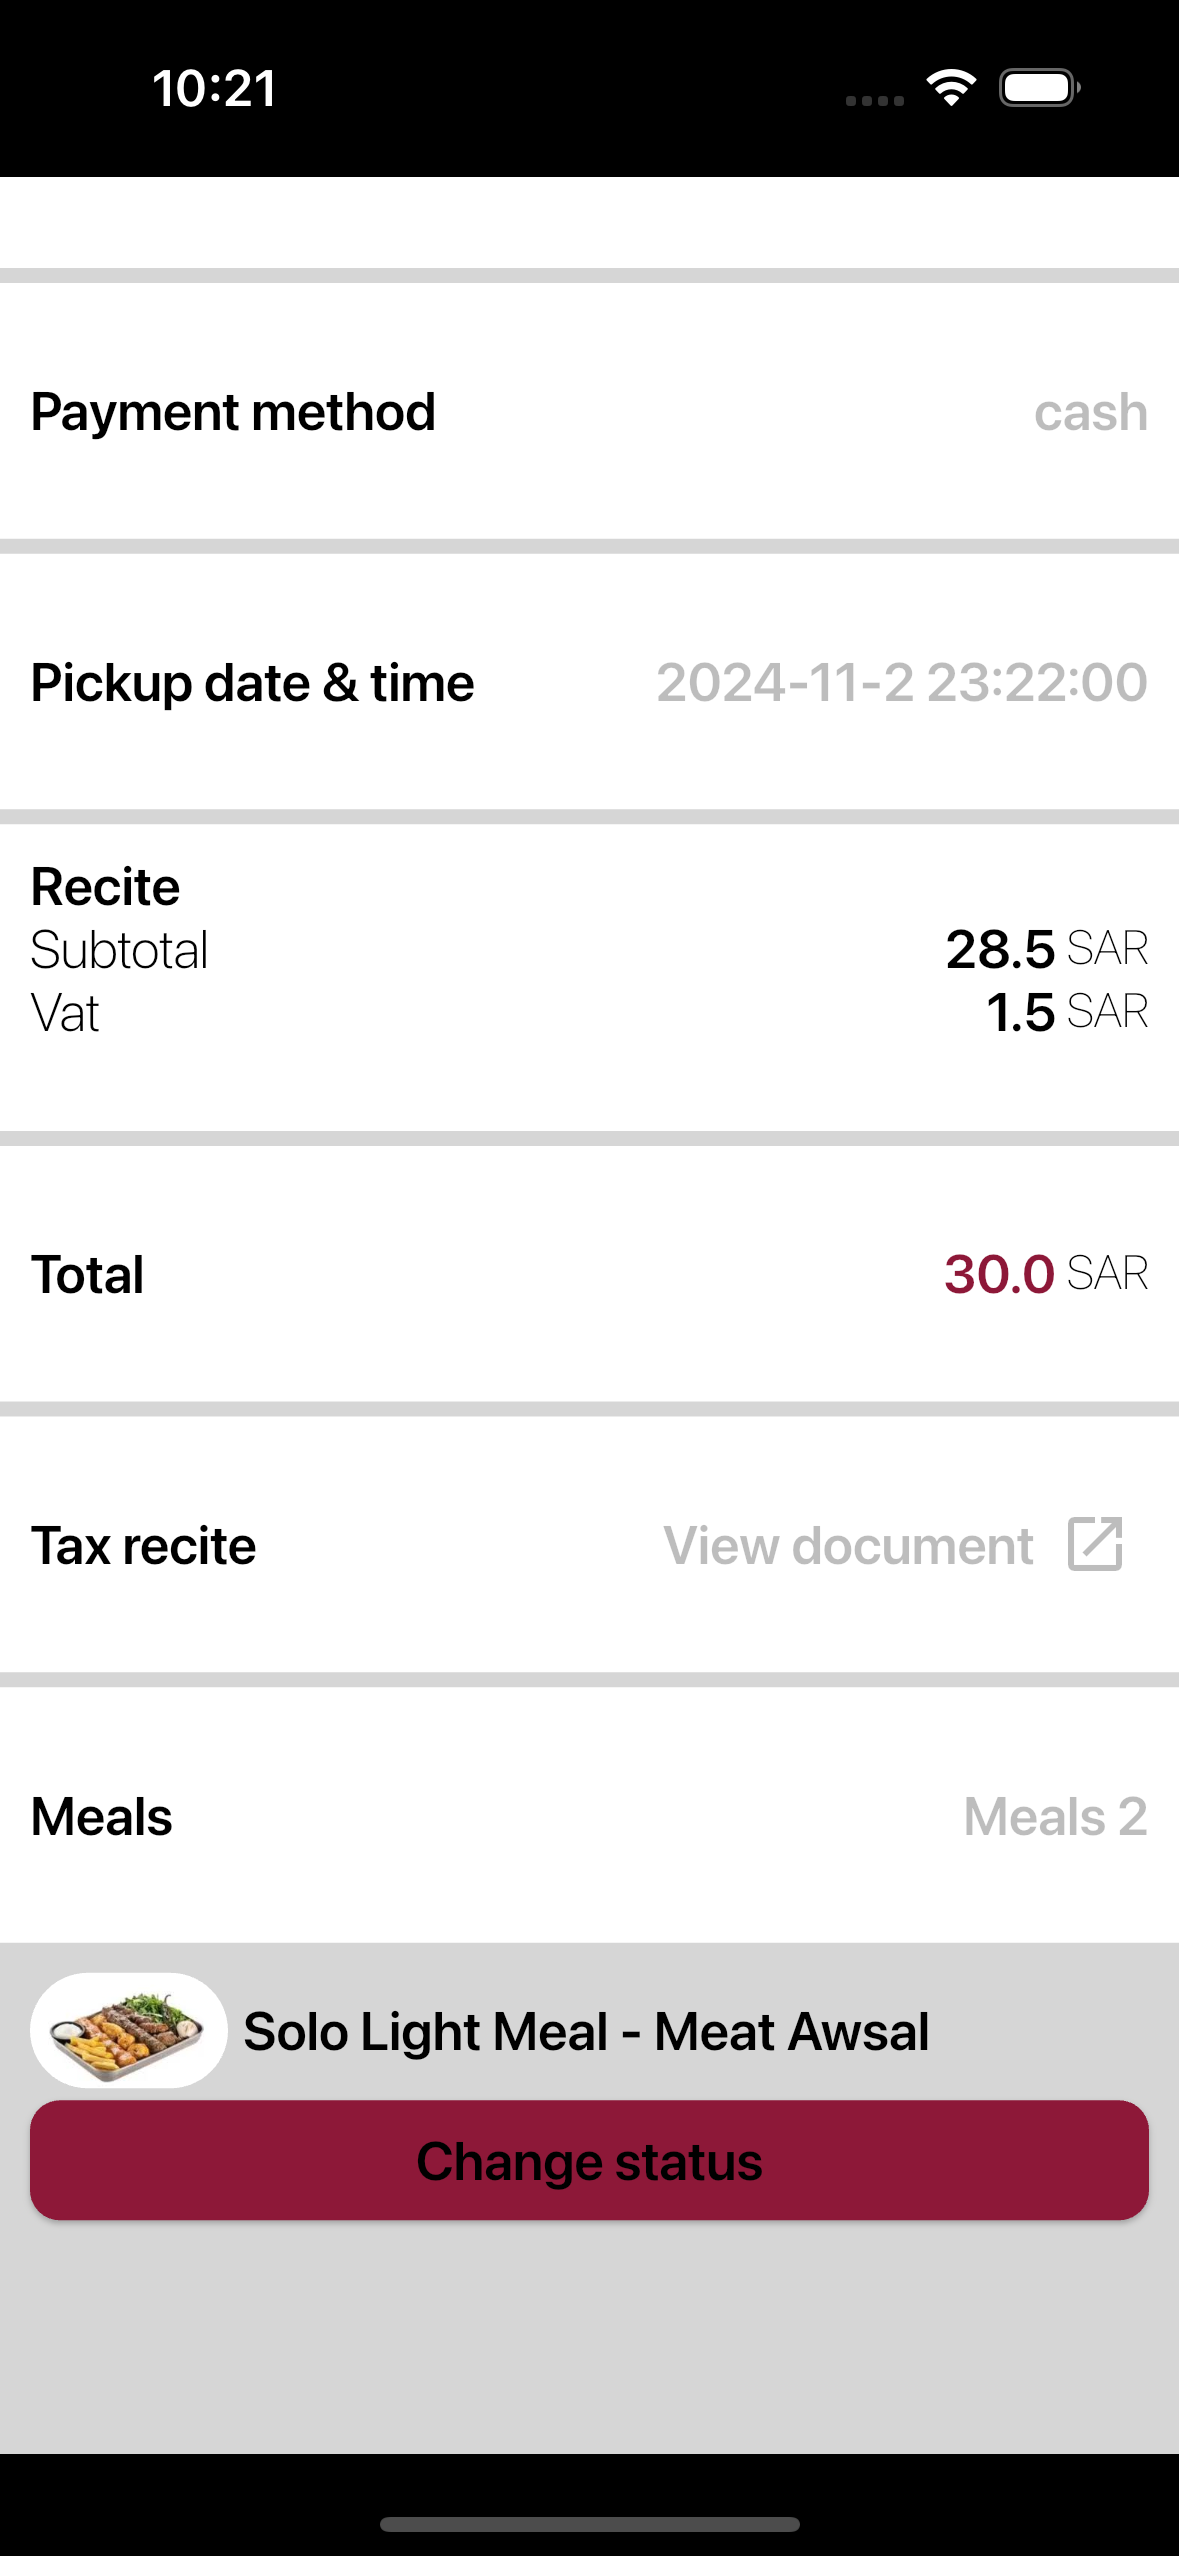 10:21
Payment method cash
Pickup date & time 2024-11-2 23:22:00
Recite
Subtotal 28.5 SAR
Vat 1.5 SAR
Total 30.0 SAR
Tax recite View document
Meals Meals 2
Solo Light Meal - Meat Awsal
Change status